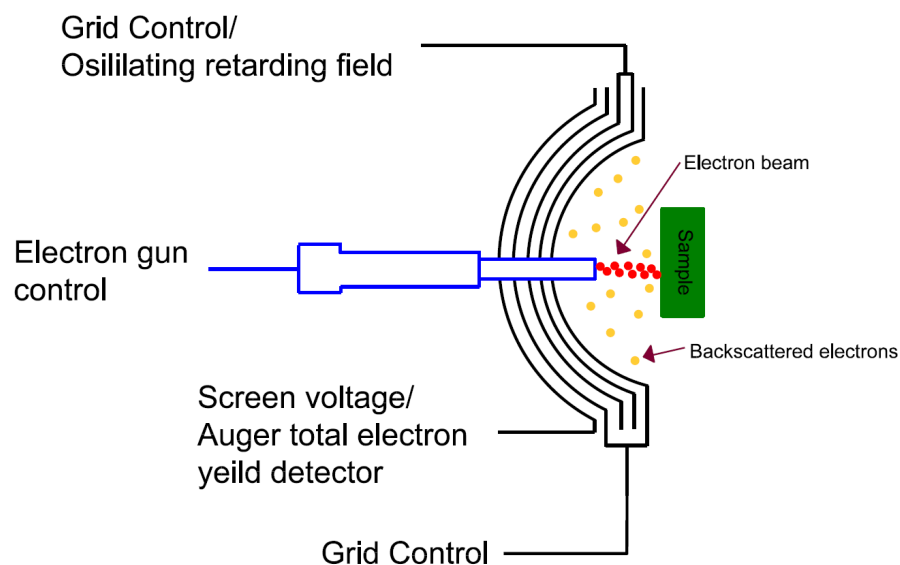 Grid Control/
Osililating retarding field
Electron beam
Sample
Electron gun
control
Backscattered electrons
Screen voltage/
Auger total electron
yeild detector
Grid Control